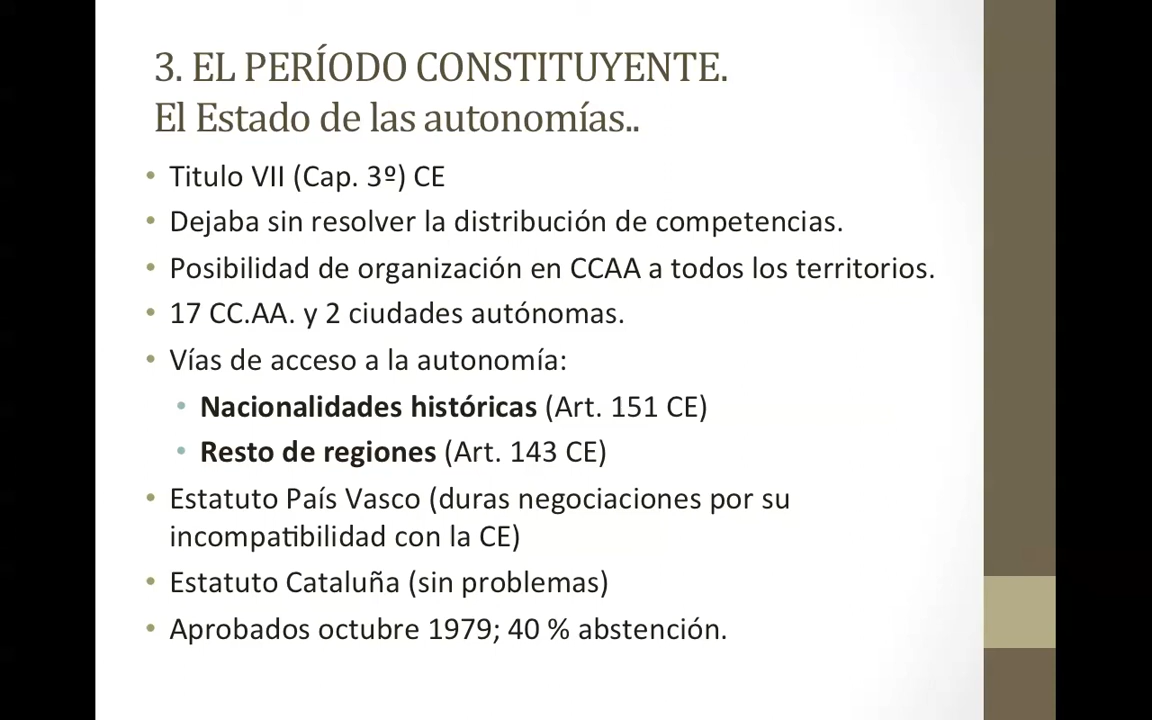 3. EL PERÍODO CONSTITUYENTE.
El Estado de las autonomías..
• Titulo VII (Cap. 3º) CE
• Dejaba sin resolver la distribución de competencias.
• Posibilidad de organización en CCAA a todos los territorios.
• 17 CC.AA. y 2 ciudades autónomas.
• Vías de acceso a la autonomía:
• Nacionalidades históricas (Art. 151 CE)
• Resto de regiones (Art. 143 CE)
• Estatuto País Vasco (duras negociaciones por su
incompatibilidad con la CE)
• Estatuto Cataluña (sin problemas)
• Aprobados octubre 1979; 40 % abstención.